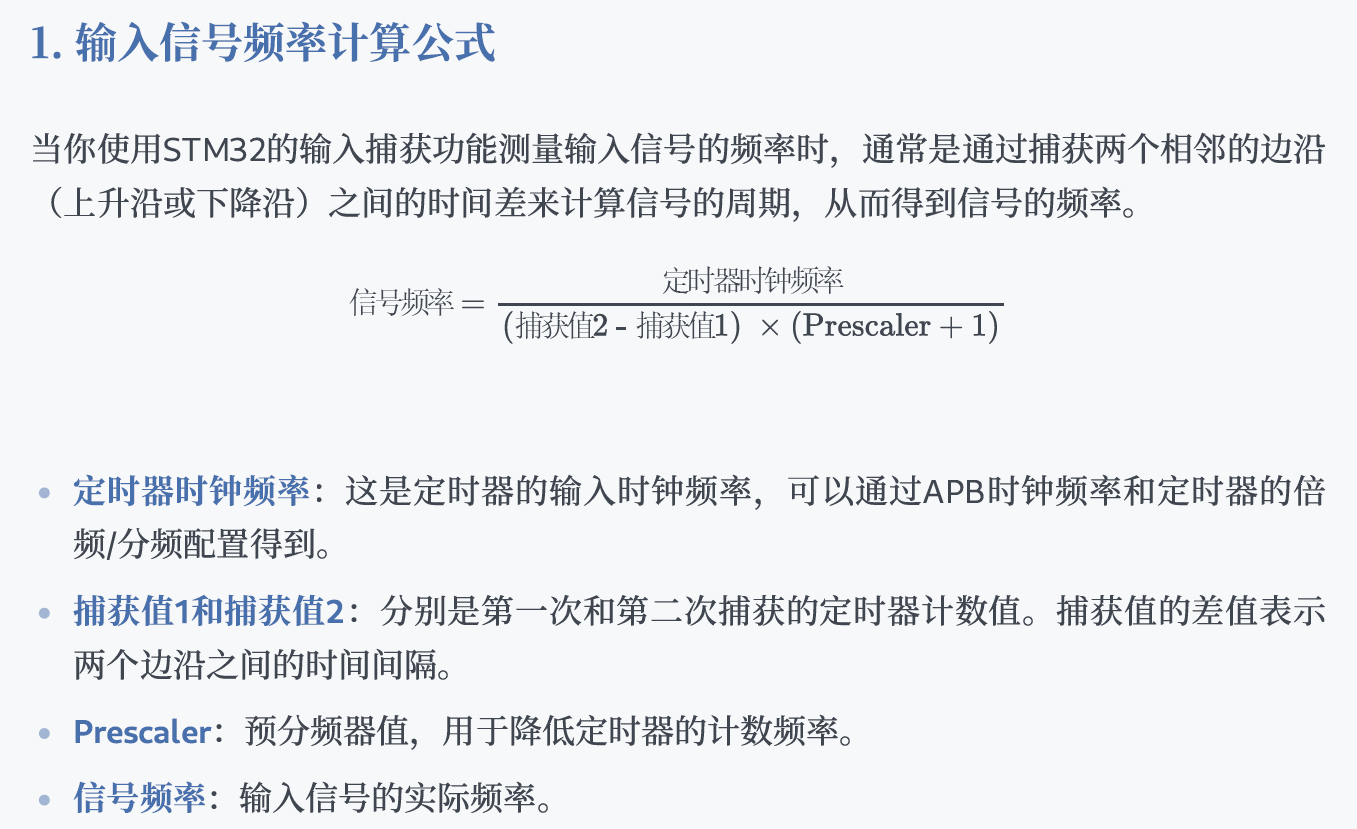 1. 输入信号频率计算公式
当你使用STM32的输入捕获功能测量输入信号的频率时，通常是通过捕获两个相邻的边沿
（上升沿或下降沿）之间的时间差来计算信号的周期，从而得到信号的频率。
信号频率 = 定时器时钟频率 / (捕获值2 - 捕获值1) × (Prescaler + 1)
定时器时钟频率：这是定时器的输入时钟频率，可以通过APB时钟频率和定时器的倍
频/分频配置得到。
捕获值1和捕获值2：分别是第一次和第二次捕获的定时器计数值。捕获值的差值表示
两个边沿之间的时间间隔。
Prescaler：预分频器值，用于降低定时器的计数频率。
信号频率：输入信号的实际频率。